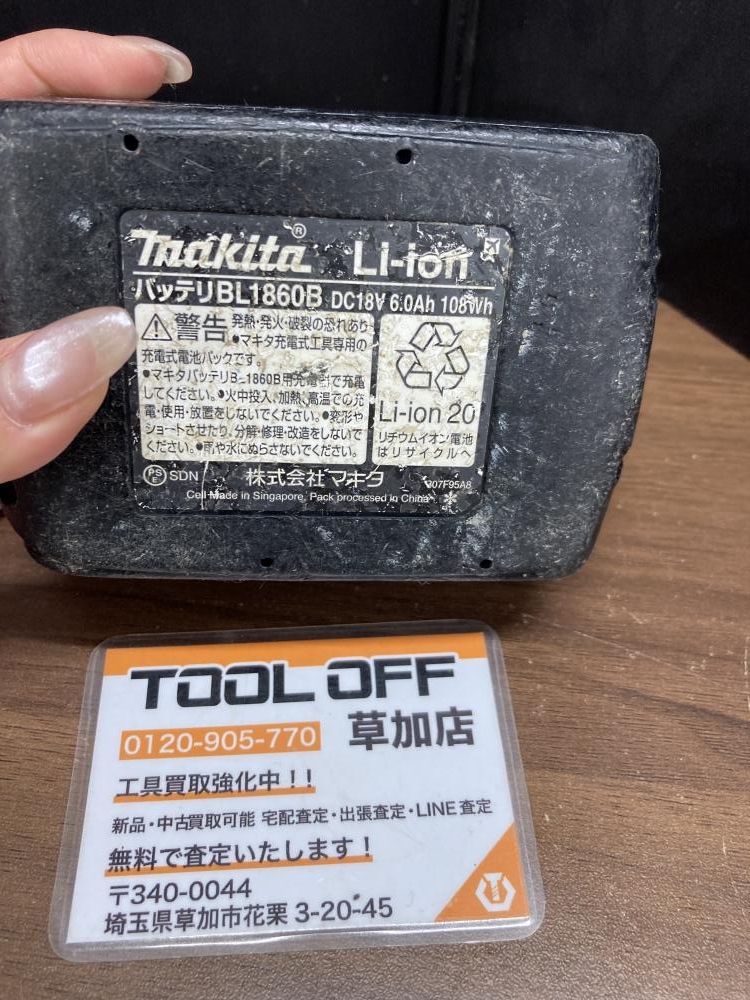 makita® Li-ion
バッテリBL1860B DC18V 6.0Ah 108Wh
警告 発熱・発火・破裂の恐れあり
•マキタ充電式工具専用の
充電式電池パックです。
•マキタバッテリBL1860B用充電器で充電
してください。•火中投入、加熱、高温での充
電・使用・放置をしないでください。•変形や
ショートさせたり、分解・修理・改造をしないで
ください。•雨や水にぬらさないでください。
Li-ion 20
リチウムイオン電池
はリサイクルへ
PSE SDN 株式会社マキタ 207F95A8
Cell Made in Singapore. Pack processed in China
TOOL OFF
0120-905-770 草加店
工具買取強化中!!
新品・中古買取可能 宅配査定・出張査定・LINE査定
無料で査定いたします!
〒340-0044
埼玉県草加市花栗 3-20-45